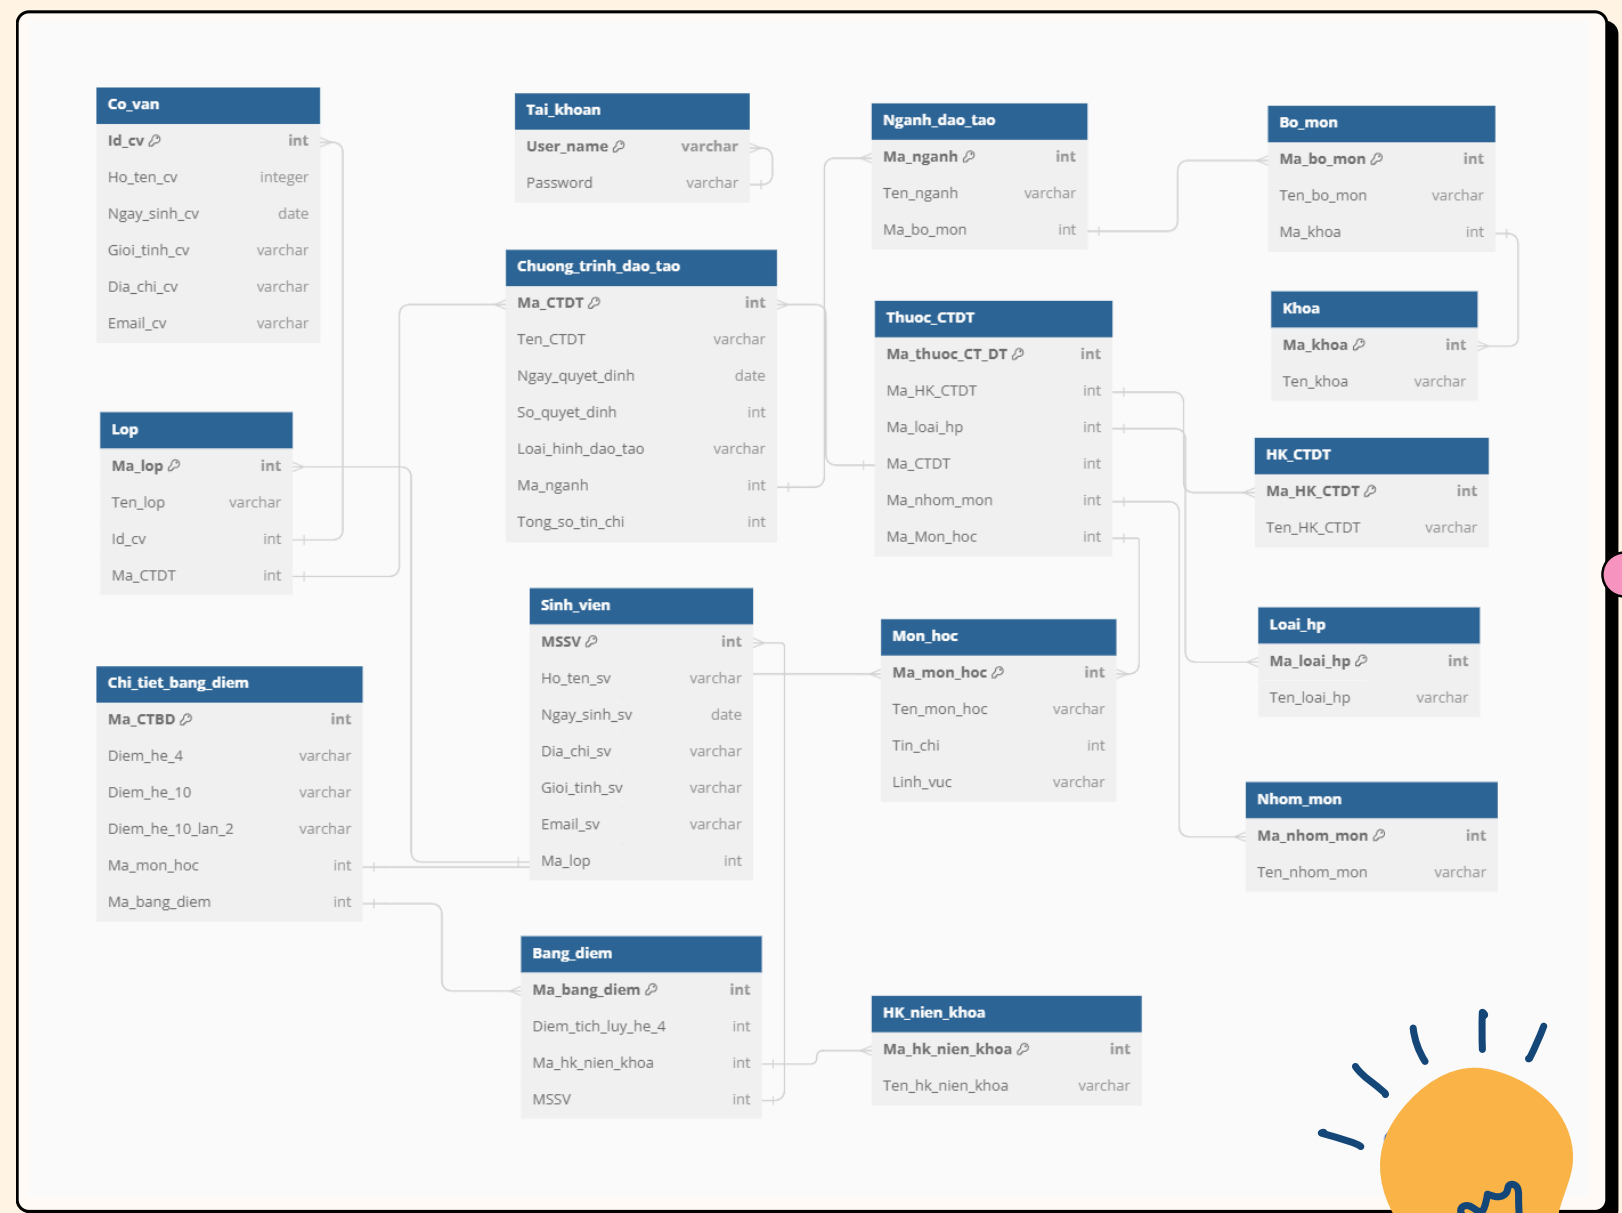 Co_van
Id_cv int
Ho_ten_cv integer
Ngay_sinh_cv date
Gioi_tinh_cv varchar
Dia_chi_cv varchar
Email_cv varchar
Tai_khoan
User_name varchar
Password varchar
Nganh_dao_tao
Ma_nganh int
Ten_nganh varchar
Ma_bo_mon int
Bo_mon
Ma_bo_mon int
Ten_bo_mon varchar
Ma_khoa int
Chuong_trinh_dao_tao
Ma_CTDT int
Ten_CTDT varchar
Ngay_quyet_dinh date
So_quyet_dinh int
Loai_hinh_dao_tao varchar
Ma_nganh int
Tong_so_tin_chi int
Thuoc_CTDT
Ma_thuoc_CT_DT int
Ma_HK_CTDT int
Ma_loai_hp int
Ma_CTDT int
Ma_nhom_mon int
Ma_Mon_hoc int
Khoa
Ma_khoa int
Ten_khoa varchar
Lop
Ma_lop int
Ten_lop varchar
Id_cv int
Ma_CTDT int
HK_CTDT
Ma_HK_CTDT int
Ten_HK_CTDT varchar
Sinh_vien
MSSV int
Ho_ten_sv varchar
Ngay_sinh_sv date
Dia_chi_sv varchar
Gioi_tinh_sv varchar
Email_sv varchar
Ma_lop int
Mon_hoc
Ma_mon_hoc int
Ten_mon_hoc varchar
Tin_chi int
Linh_vuc varchar
Loai_hp
Ma_loai_hp int
Ten_loai_hp varchar
Chi_tiet_bang_diem
Ma_CTBD int
Diem_he_4 varchar
Diem_he_10 varchar
Diem_he_10_lan_2 varchar
Ma_mon_hoc int
Ma_bang_diem int
Nhom_mon
Ma_nhom_mon int
Ten_nhom_mon varchar
Bang_diem
Ma_bang_diem int
Diem_tich_luy_he_4 int
Ma_hk_nien_khoa int
MSSV int
HK_nien_khoa
Ma_hk_nien_khoa int
Ten_hk_nien_khoa varchar